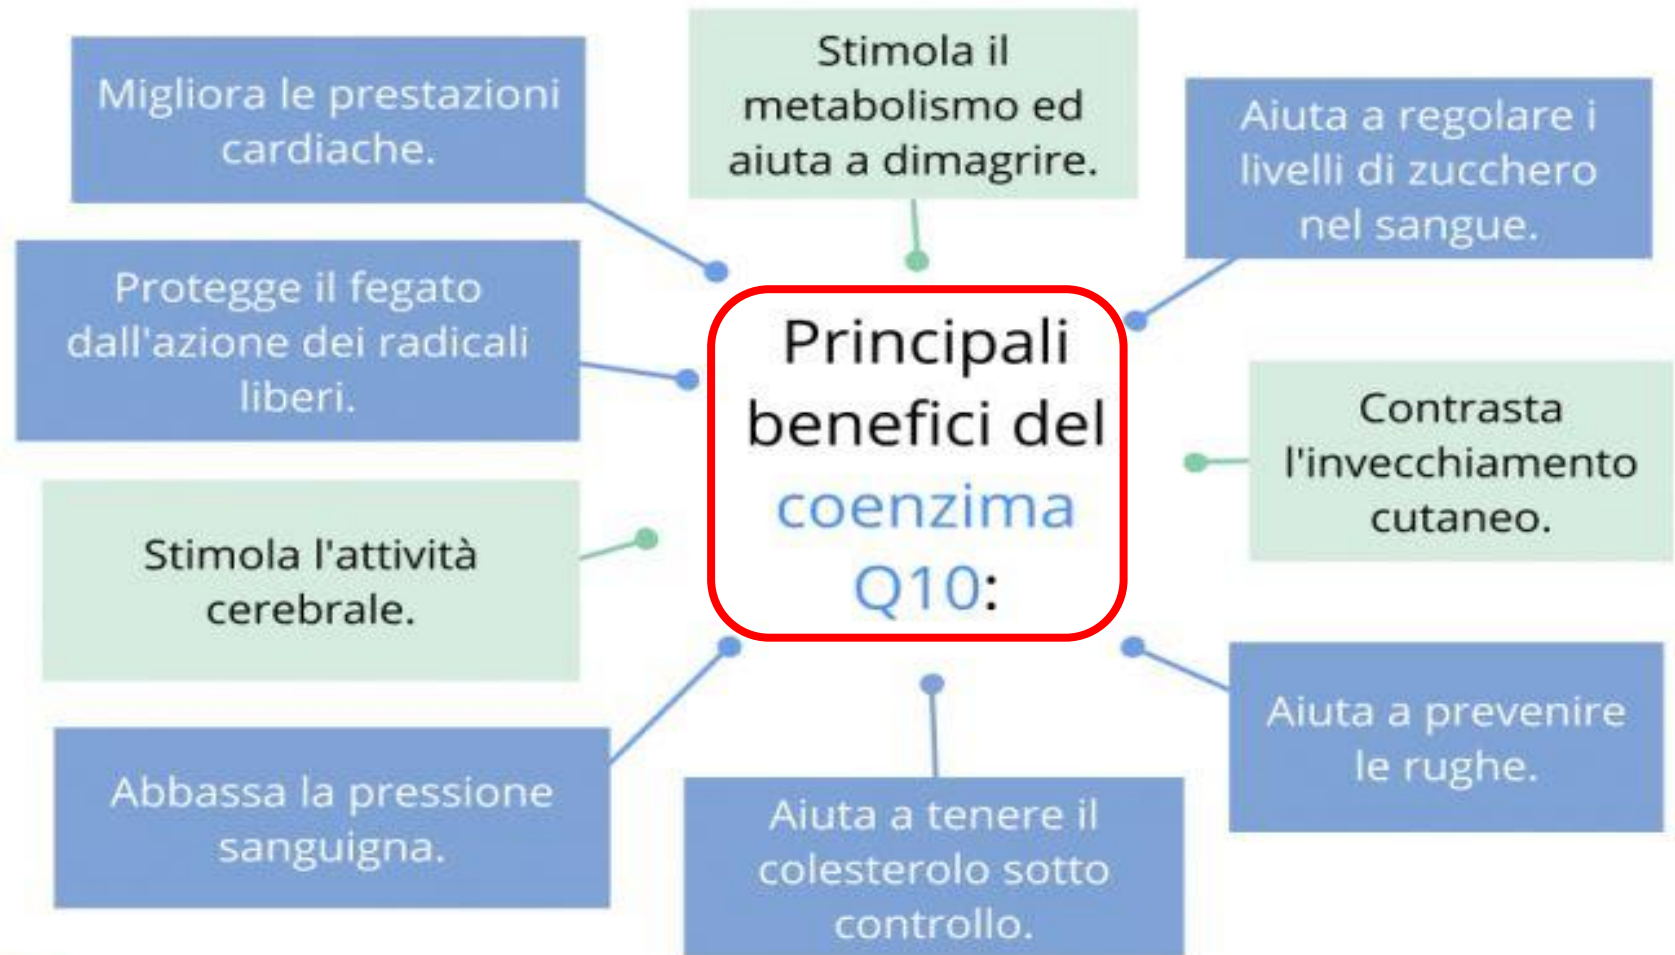 Stimola il
metabolismo ed
aiuta a dimagrire.
Migliora le prestazioni
cardiache.
Aiuta a regolare i
livelli di zucchero
nel sangue.
Protegge il fegato
dall'azione dei radicali
liberi.
Principali
benefici del
coenzima
Q10:
Contrasta
l'invecchiamento
cutaneo.
Stimola l'attività
cerebrale.
Aiuta a prevenire
le rughe.
Abbassa la pressione
sanguigna.
Aiuta a tenere il
colesterolo sotto
controllo.